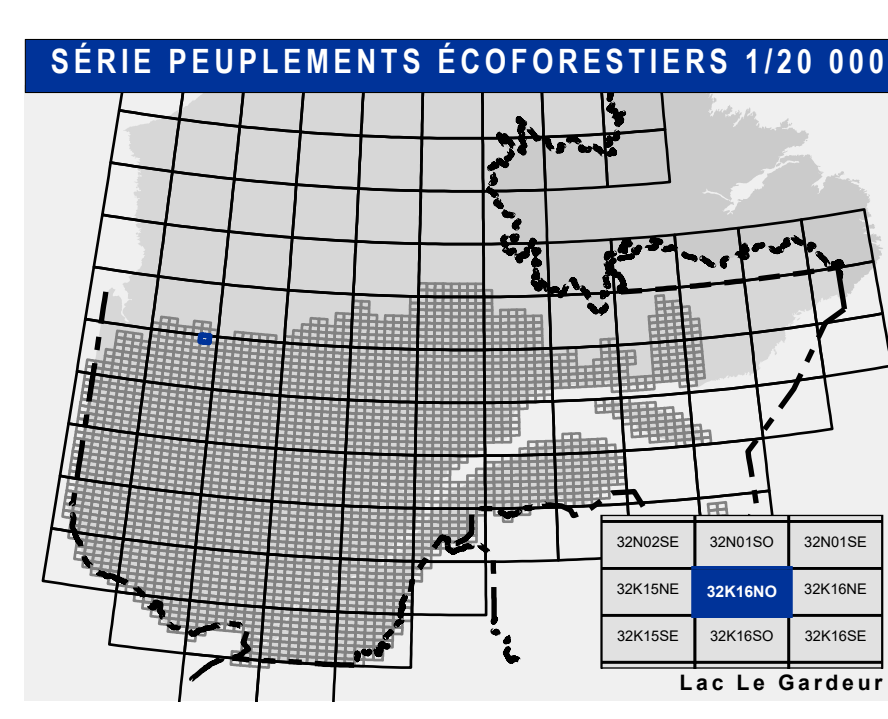 SÉRIE PEUPLEMENTS ÉCOFORESTIERS 1/20 000
32N02SE 32N01SO 32N01SE
32K15NE 32K16NO 32K16NE
32K15SE 32K16SO 32K16SE
Lac Le Gardeur